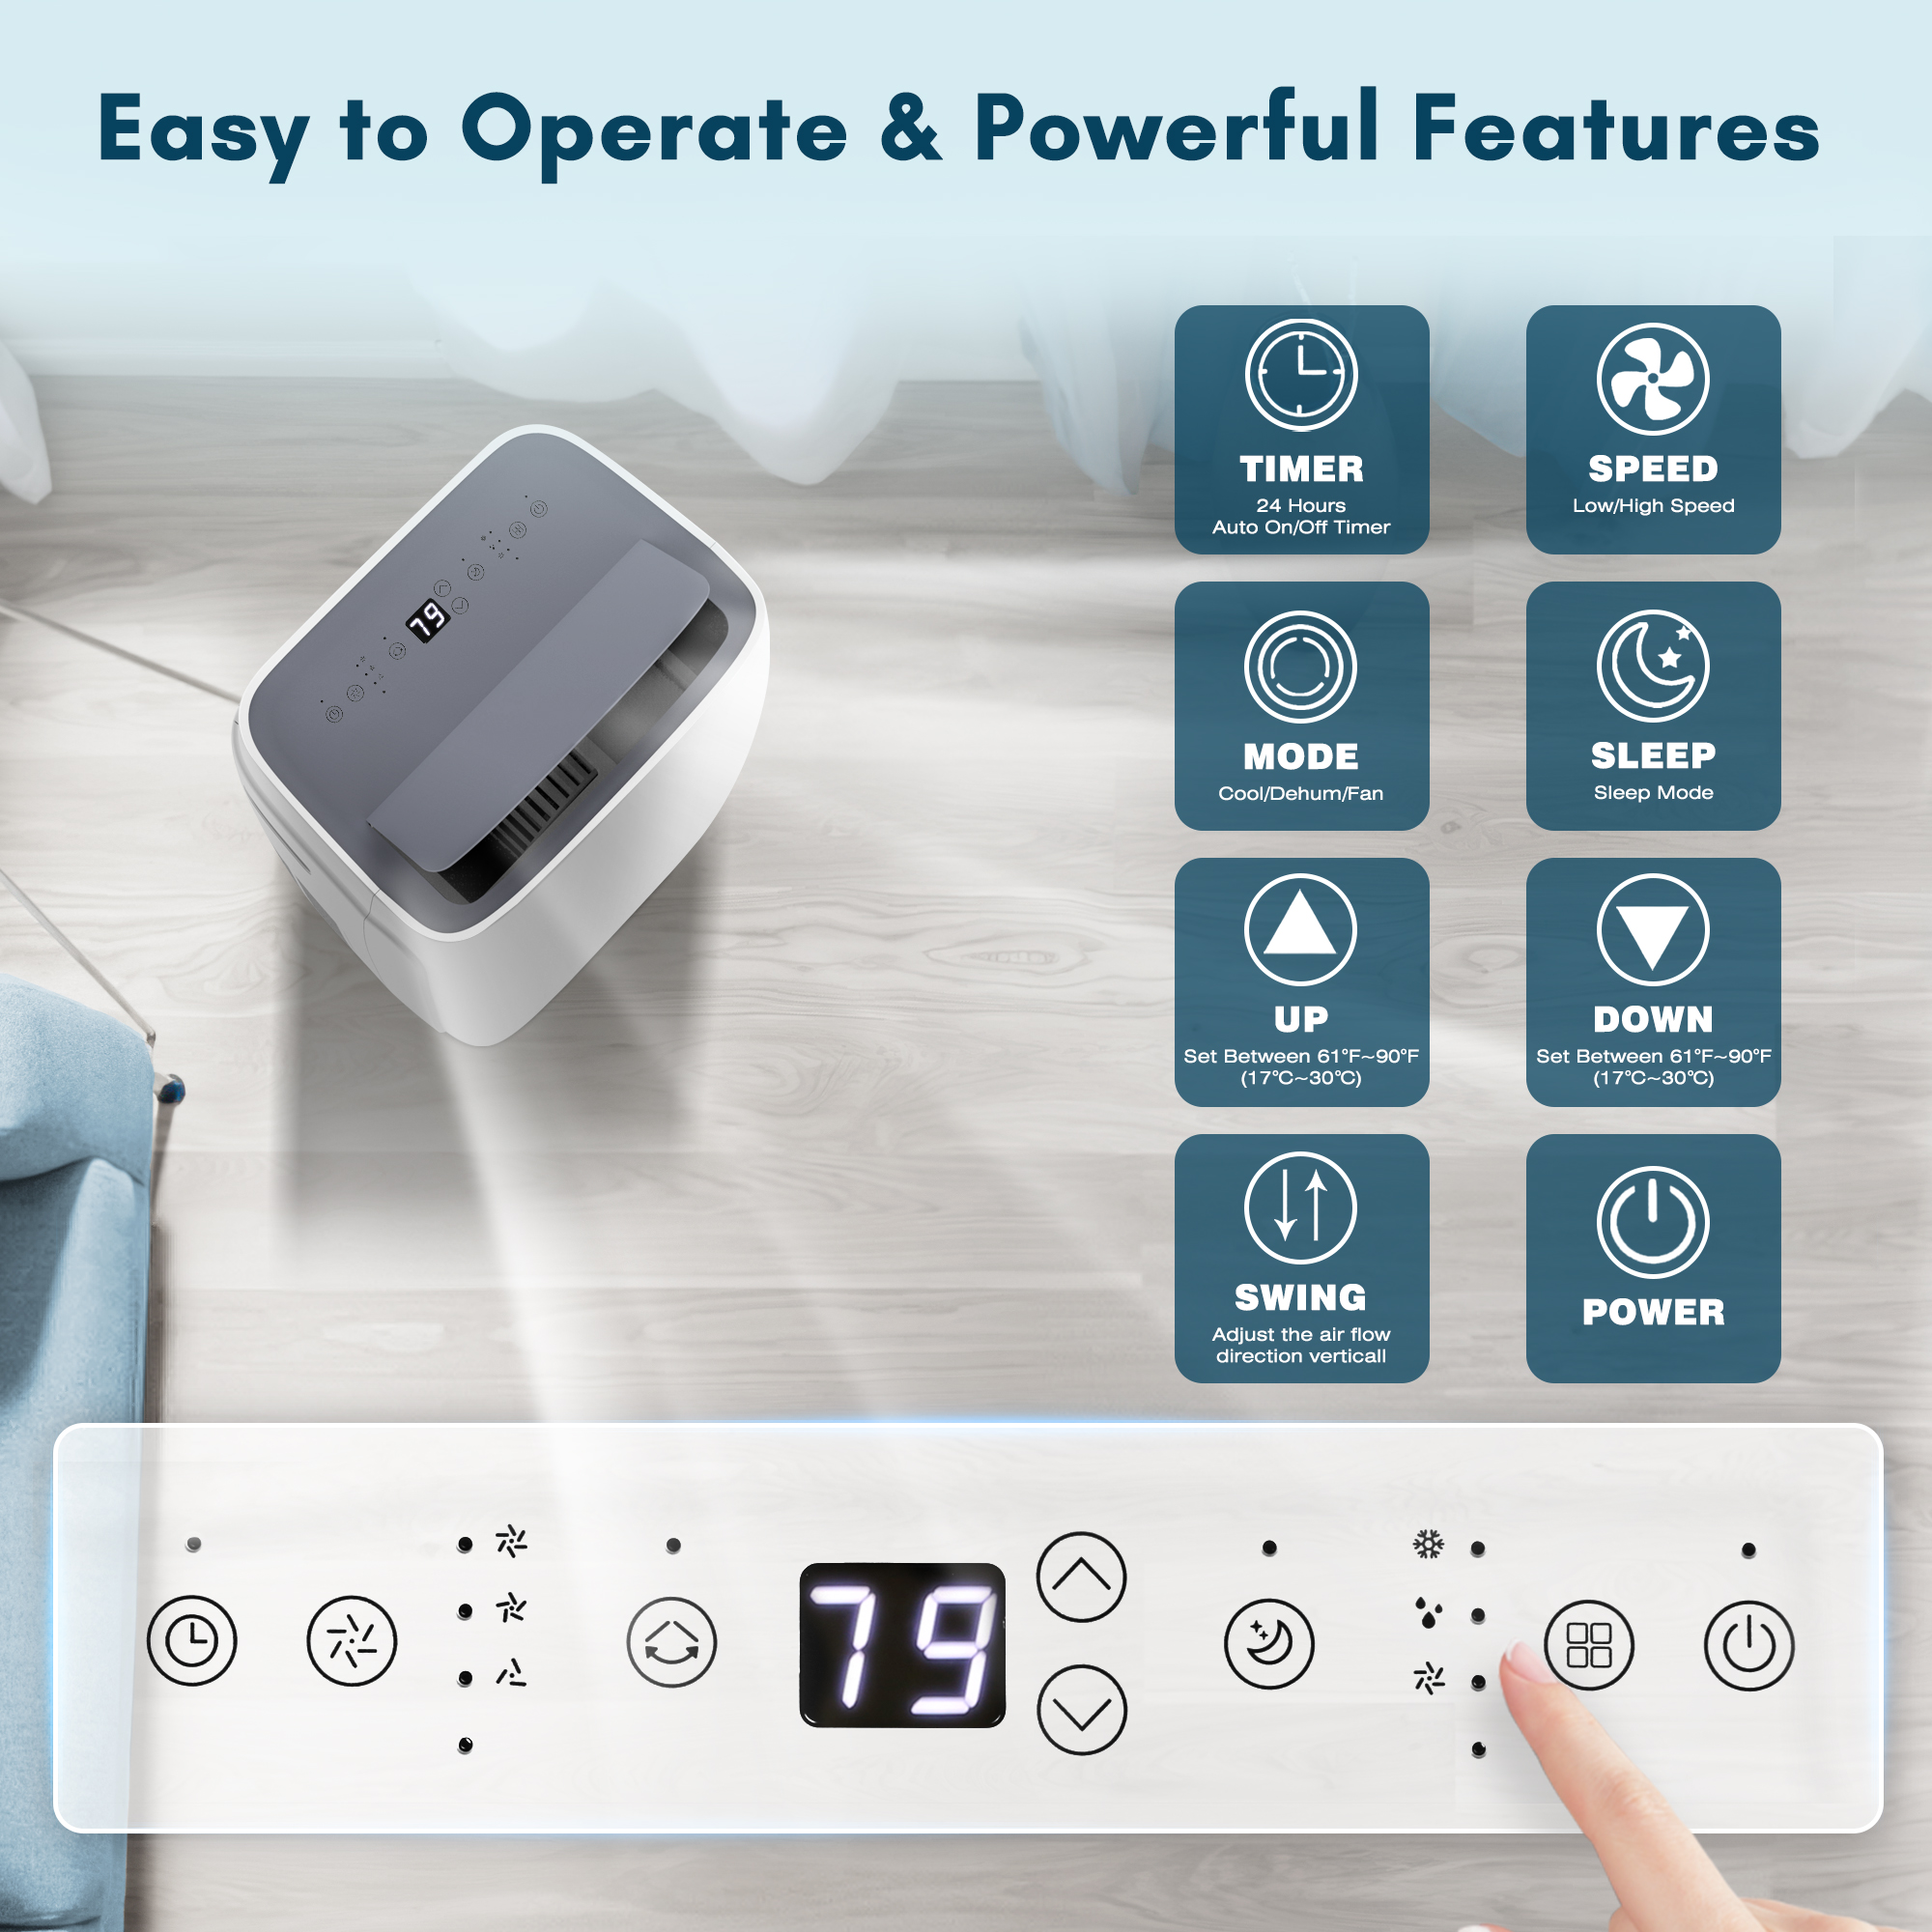 Easy to Operate & Powerful Features
TIMER
24 Hours
Auto On/Off Timer
SPEED
Low/High Speed
MODE
Cool/Dehum/Fan
SLEEP
Sleep Mode
UP
Set Between 61°F~90°F
(17℃~30℃)
DOWN
Set Between 61°F~90°F
(17℃~30℃)
SWING
Adjust the air flow
direction verticall
POWER
79
79